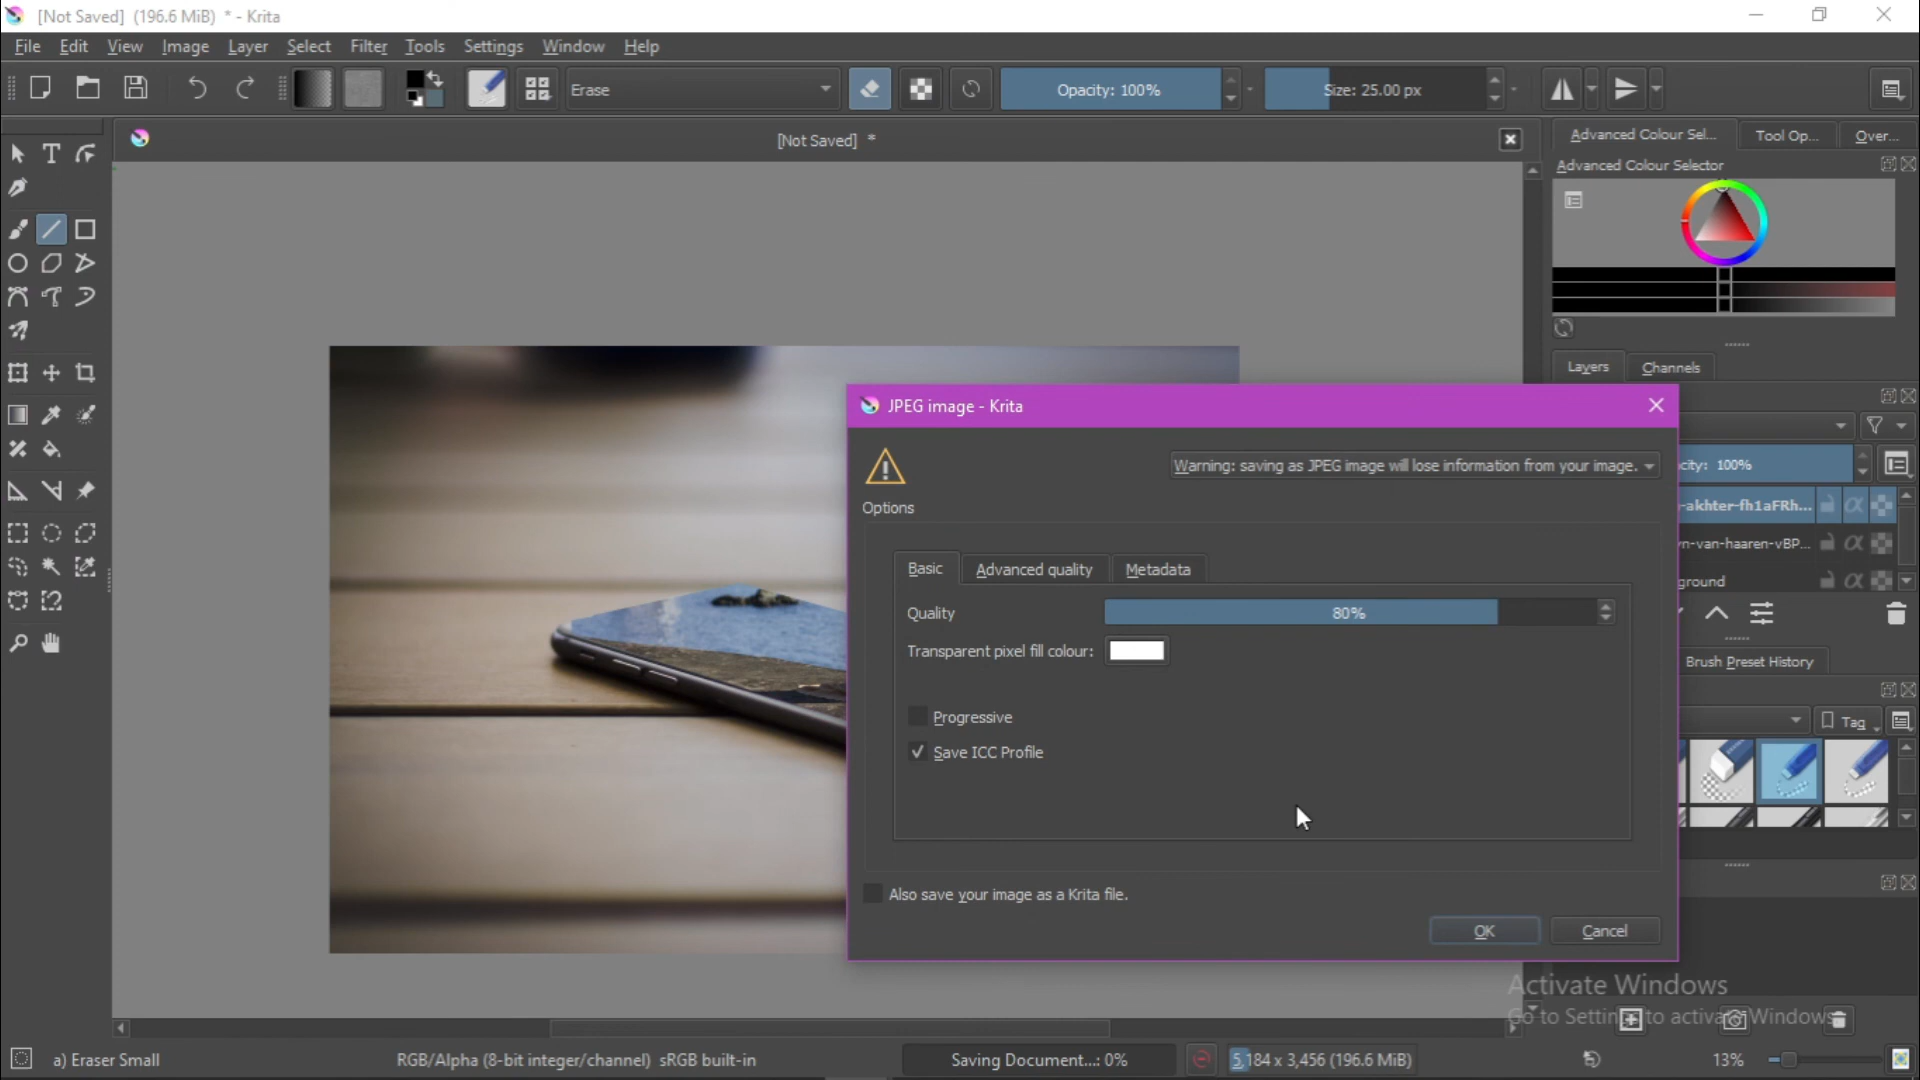 [Not Saved] (196.6 MiB) * - Krita
File Edit View Image Layer Select Filter Tools Settings Window Help
Erase Opacity: 100% Size: 25.00 px
[Not Saved] *
Advanced Colour Sel... Tool Op... Over...
Advanced Colour Selector
Layers Channels
JPEG image - Krita
Warning: saving as JPEG image will lose information from your image.
100%
Options
-akhter-fh1aFRh...
n-van-haaren-vBP...
ground
Basic Advanced quality Metadata
Quality 80%
Transparent pixel fill colour:
Brush Preset History
Tag
Progressive
Save ICC Profile
Also save your image as a Krita file.
OK Cancel
Activate Windows
Go to Settings to activate Windows.
a) Eraser Small RGB/Alpha (8-bit integer/channel) sRGB built-in Saving Document...: 0% 5,184 x 3,456 (196.6 MiB) 13%